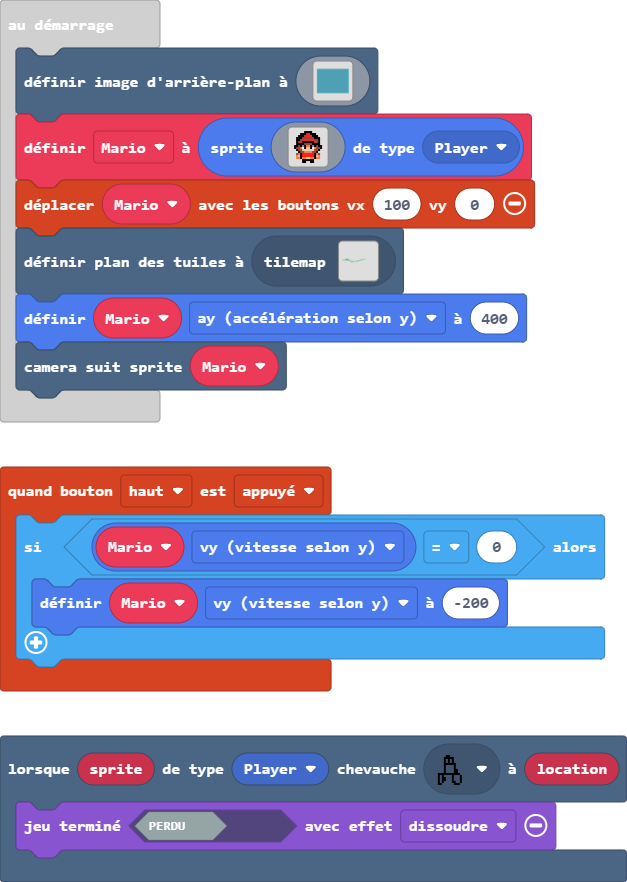 au démarrage
définir image d'arrière-plan à
définir Mario à sprite de type Player
déplacer Mario avec les boutons vx 100 vy 0
définir plan des tuiles à tilemap
définir Mario ay (accélération selon y) à 400
camera suit sprite Mario
quand bouton haut est appuyé
si Mario vy (vitesse selon y) = 0 alors
définir Mario vy (vitesse selon y) à -200
lorsque sprite de type Player chevauche à location
jeu terminé PERDU avec effet dissoudre